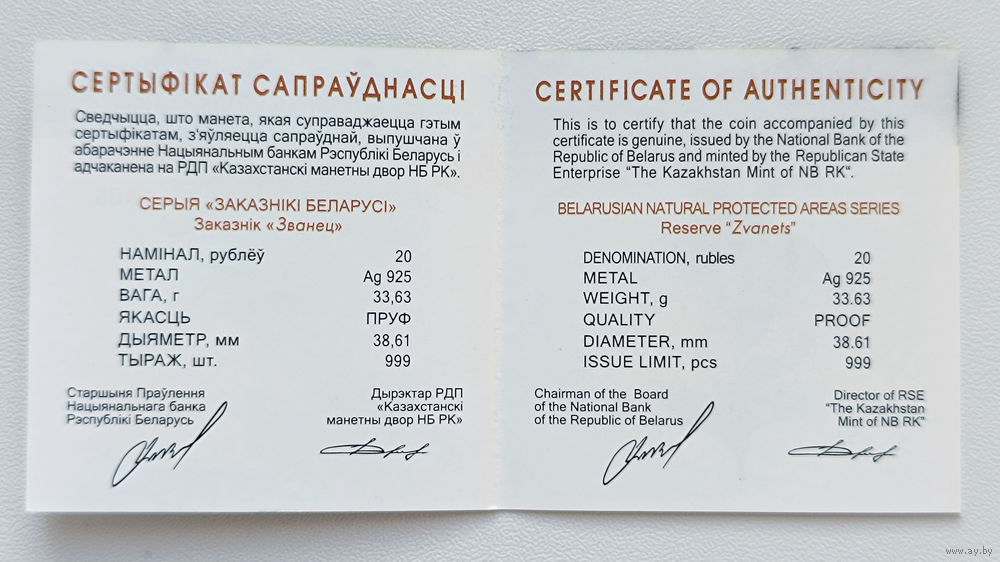 СЕРТЫФІКАТ САПРАЎДНАСЦІ
Сведчыцца, што манета, якая суправаджаецца гэтым
сертыфікатам, з'яўляецца сапраўднай, выпушчана ў
абарачэнне Нацыянальным банкам Рэспублікі Беларусь і
адчаканена на РДП «Казахстанскі манетны двор НБ РК».
СЕРЫЯ «ЗАКАЗНІКІ БЕЛАРУСІ»
Заказнік «Званец»
НАМІНАЛ, рублёў 20
МЕТАЛ Ag 925
ВАГА, г 33,63
ЯКАСЦЬ ПРУФ
ДЫЯМЕТР, мм 38,61
ТЫРАЖ, шт. 999
Старшыня Праўлення
Нацыянальнага банка
Рэспублікі Беларусь
Дырэктар РДП
«Казахстанскі
манетны двор НБ РК»
CERTIFICATE OF AUTHENTICITY
This is to certify that the coin accompanied by this
certificate is genuine, issued by the National Bank of the
Republic of Belarus and minted by the Republican State
Enterprise “The Kazakhstan Mint of NB RK“.
BELARUSIAN NATURAL PROTECTED AREAS SERIES
Reserve “Zvanets”
DENOMINATION, rubles 20
METAL Ag 925
WEIGHT, g 33.63
QUALITY PROOF
DIAMETER, mm 38.61
ISSUE LIMIT, pcs 999
Chairman of the Board
of the National Bank
of the Republic of Belarus
Director of RSE
“The Kazakhstan
Mint of NB RK”
www.ay.by